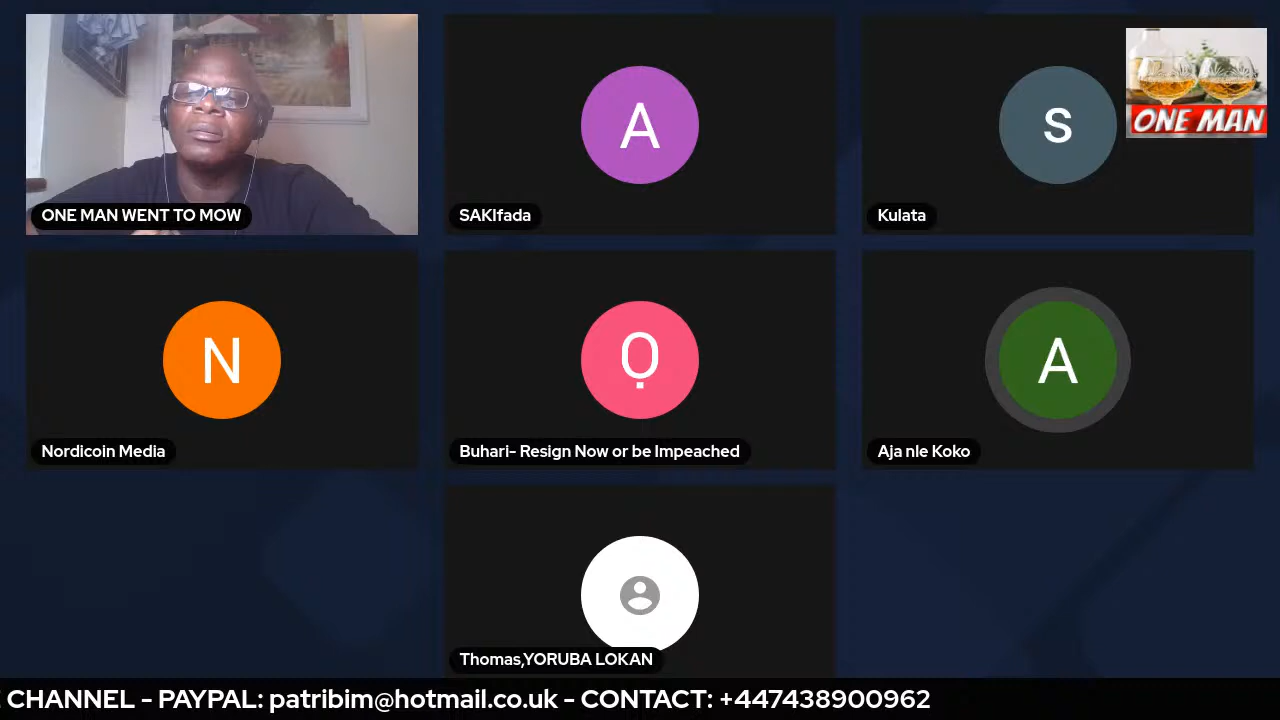 ONE MAN WENT TO MOW
A
SAKIfada
s
Kulata
ONE MAN
N
Nordicoin Media
Ọ
Buhari- Resign Now or be Impeached
A
Aja nle Koko
Thomas,YORUBA LOKAN
CHANNEL - PAYPAL: patribim@hotmail.co.uk - CONTACT: +447438900962